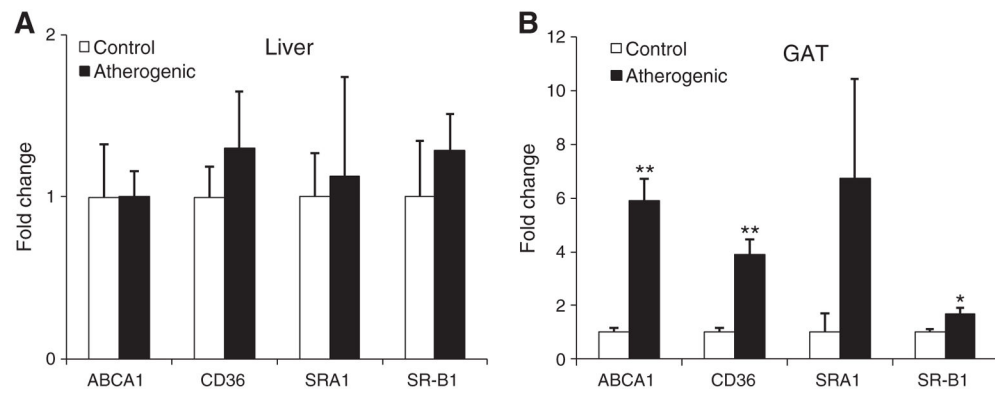 A
Liver
Control
Atherogenic
Fold change
2
1
0
ABCA1 CD36 SRA1 SR-B1
B
GAT
Control
Atherogenic
Fold change
12
10
8
6
4
2
0
**
**
*
ABCA1 CD36 SRA1 SR-B1